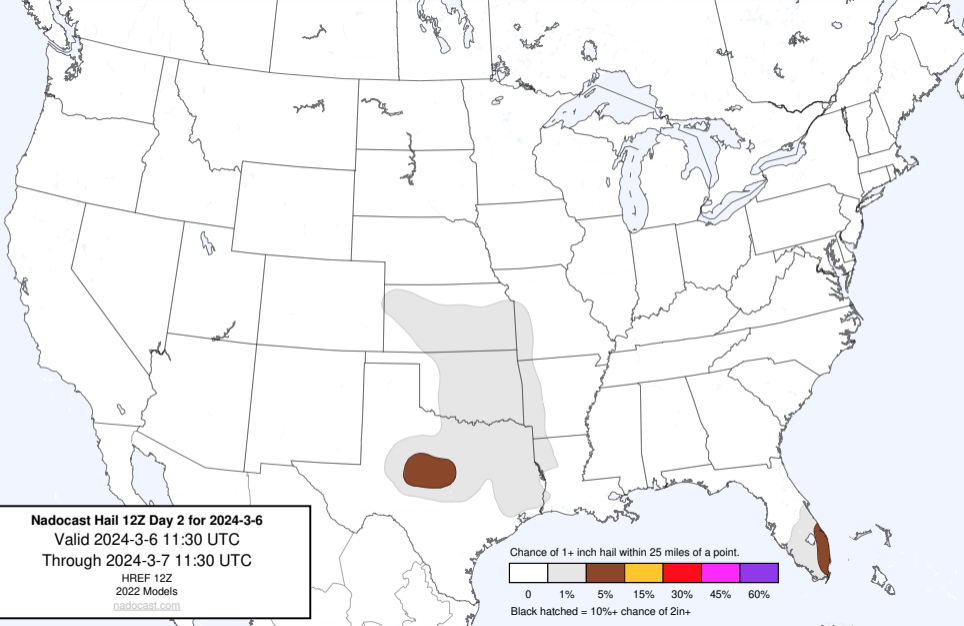 Nadocast Hail 12Z Day 2 for 2024-3-6
Valid 2024-3-6 11:30 UTC
Through 2024-3-7 11:30 UTC
HREF 12Z
2022 Models
nadocast.com
Chance of 1+ inch hail within 25 miles of a point.
0 1% 5% 15% 30% 45% 60%
Black hatched = 10%+ chance of 2in+